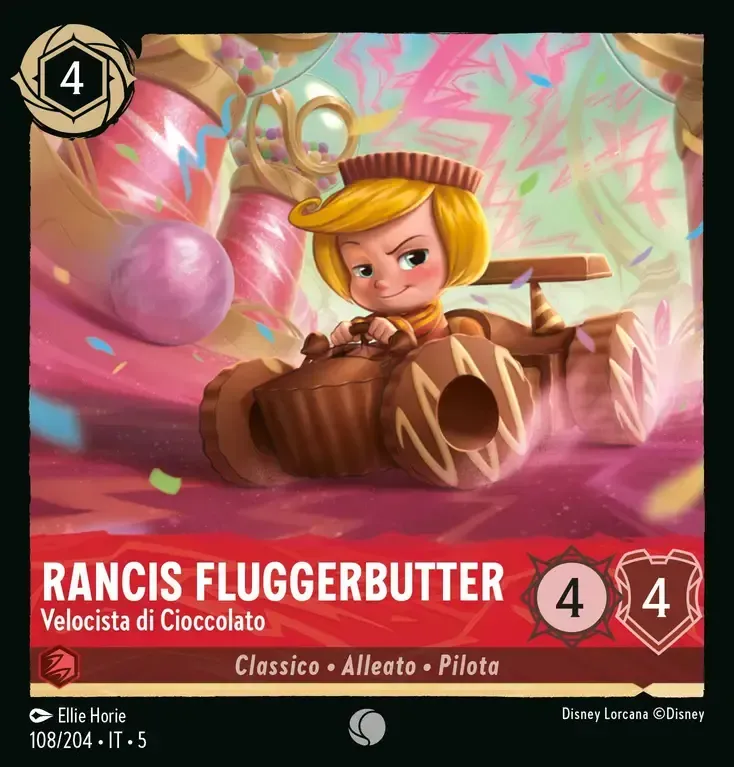 4
RANCIS FLUGGERBUTTER
Velocista di Cioccolato
4 4
Classico • Alleato • Pilota
Ellie Horie
Disney Lorcana ©Disney
108/204 • IT • 5